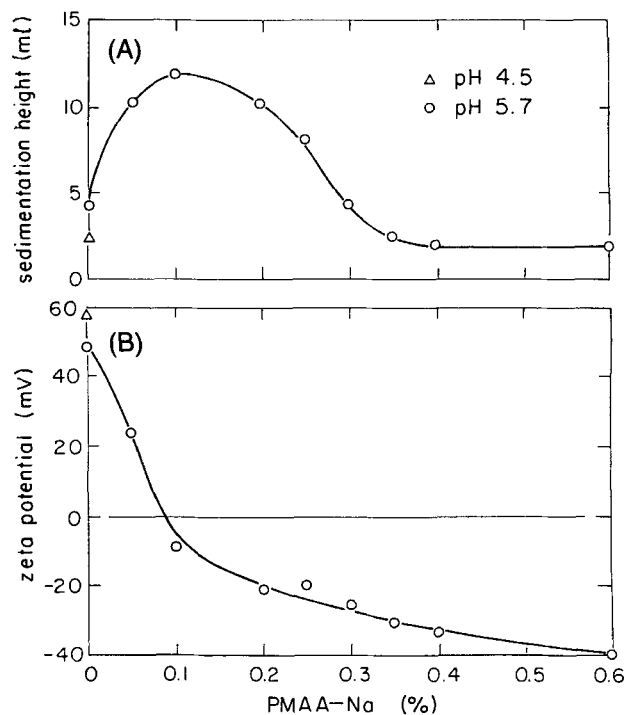 (A)
sedimentation height (ml)
15
10
5
0
△ pH 4.5
○ pH 5.7
(B)
zeta potential (mV)
60
40
20
0
-20
-40
0 0.1 0.2 0.3 0.4 0.5 0.6
PMAA-Na (%)